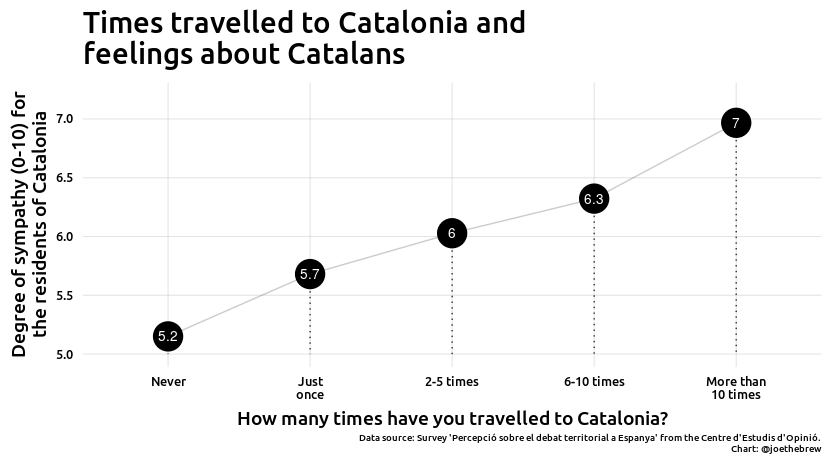 Times travelled to Catalonia and
feelings about Catalans
Degree of sympathy (0-10) for
the residents of Catalonia
7.0
6.5
6.0
5.5
5.0
5.2
5.7
6
6.3
7
Never
Just
once
2-5 times
6-10 times
More than
10 times
How many times have you travelled to Catalonia?
Data source: Survey 'Percepció sobre el debat territorial a Espanya' from the Centre d'Estudis d'Opinió.
Chart: @joethebrew